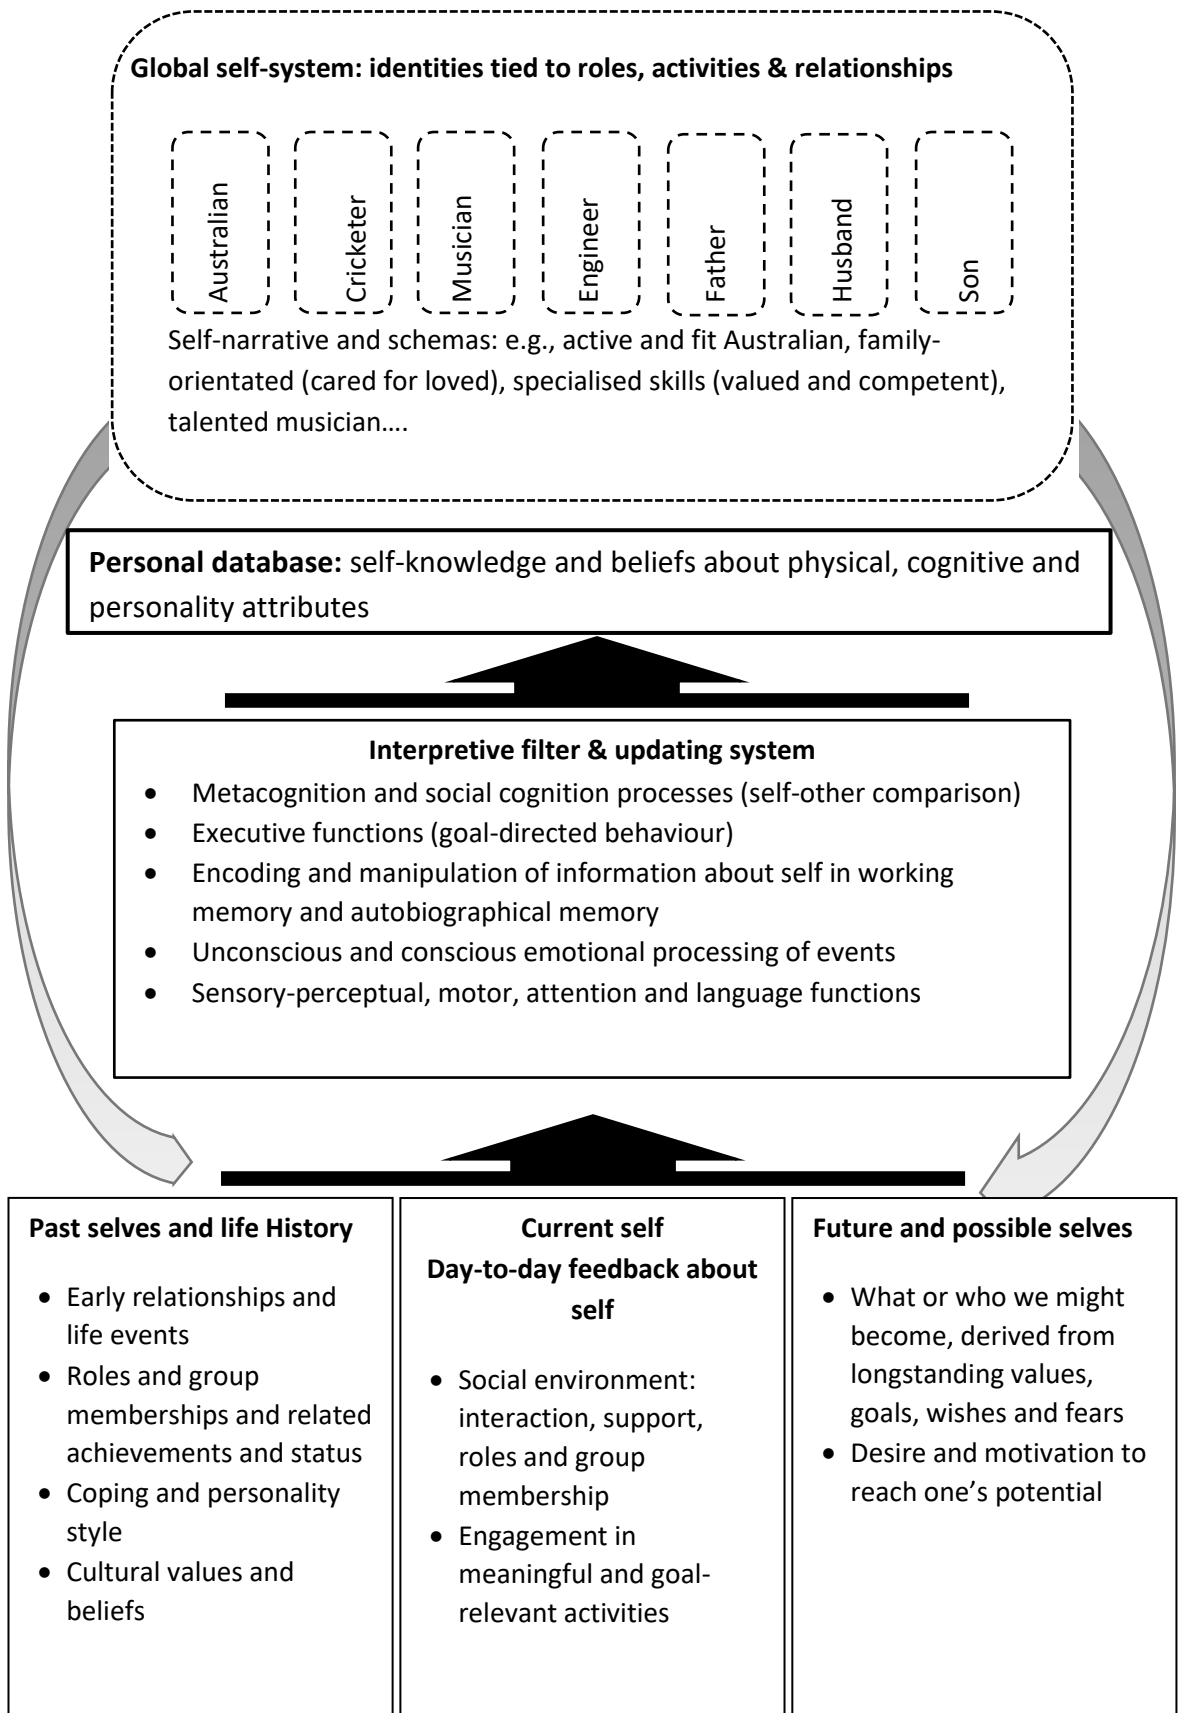 Global self-system: identities tied to roles, activities & relationships
Australian
Cricketer
Musician
Engineer
Father
Husband
Son
Self-narrative and schemas: e.g., active and fit Australian, family-
orientated (cared for loved), specialised skills (valued and competent),
talented musician....
Personal database: self-knowledge and beliefs about physical, cognitive and
personality attributes
Interpretive filter & updating system
• Metacognition and social cognition processes (self-other comparison)
• Executive functions (goal-directed behaviour)
• Encoding and manipulation of information about self in working
memory and autobiographical memory
• Unconscious and conscious emotional processing of events
• Sensory-perceptual, motor, attention and language functions
Past selves and life History
• Early relationships and
life events
• Roles and group
memberships and related
achievements and status
• Coping and personality
style
• Cultural values and
beliefs
Current self
Day-to-day feedback about
self
• Social environment:
interaction, support,
roles and group
membership
• Engagement in
meaningful and goal-
relevant activities
Future and possible selves
• What or who we might
become, derived from
longstanding values,
goals, wishes and fears
• Desire and motivation to
reach one's potential